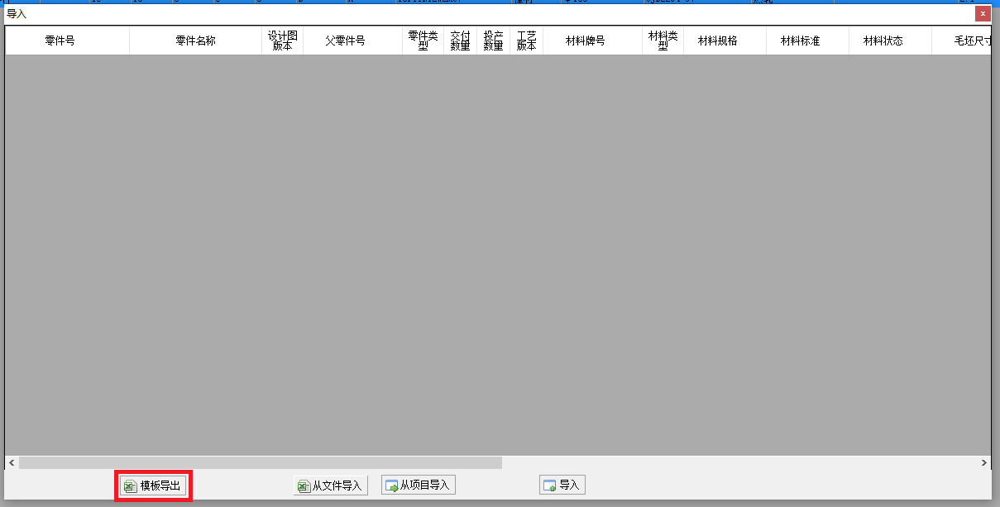 导入
零件号 零件名称 设计图版本 父零件号 零件类型 交付数量 投产数量 工艺版本 材料牌号 材料类型 材料规格 材料标准 材料状态 毛坯尺寸
模板导出 从文件导入 从项目导入 导入